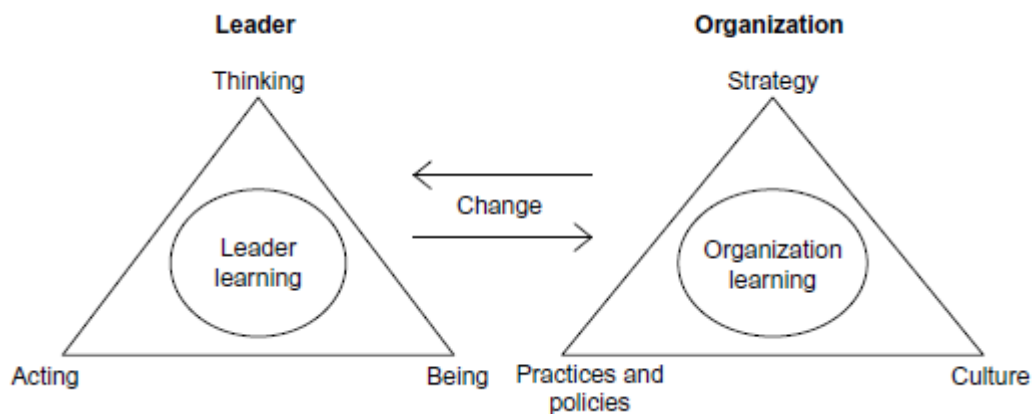 Leader
Organization
Thinking
Strategy
Change
Leader
learning
Organization
learning
Acting
Being
Practices and
policies
Culture